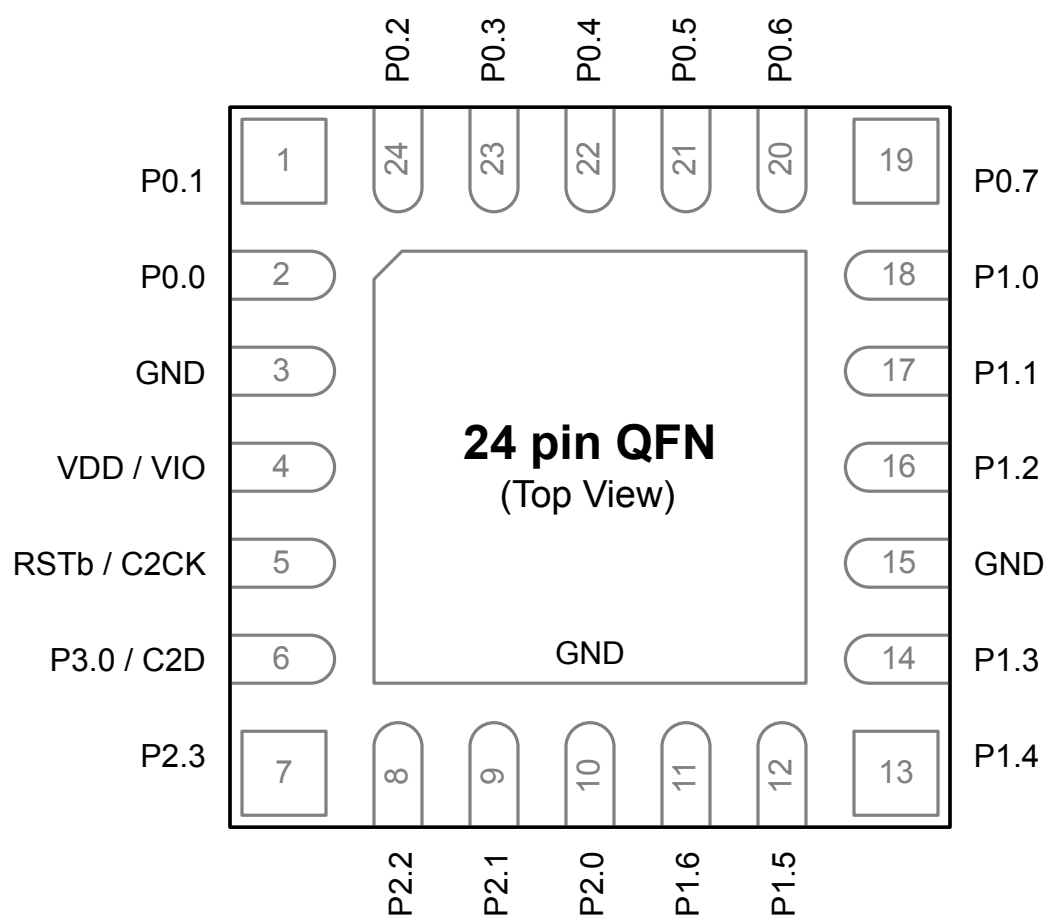 P0.2 P0.3 P0.4 P0.5 P0.6
24 23 22 21 20
P0.1 1 19 P0.7
P0.0 2 18 P1.0
GND 3 17 P1.1
VDD / VIO 4 16 P1.2
24 pin QFN
(Top View)
RSTb / C2CK 5 15 GND
P3.0 / C2D 6 14 P1.3
GND
P2.3 7 13 P1.4
8 9 10 11 12
P2.2 P2.1 P2.0 P1.6 P1.5